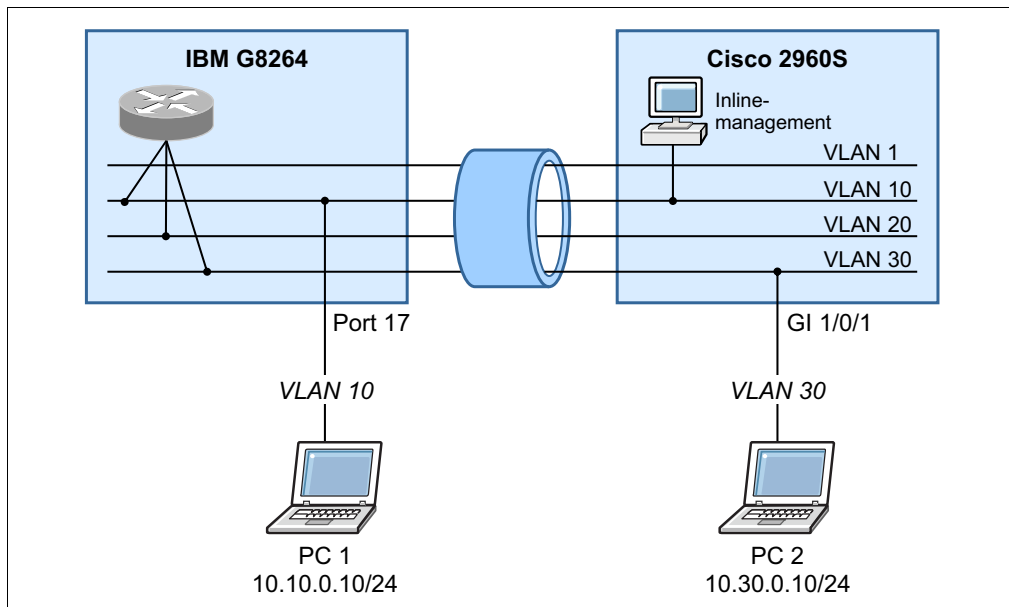 IBM G8264
Cisco 2960S
Inline-
management
VLAN 1
VLAN 10
VLAN 20
VLAN 30
Port 17
GI 1/0/1
VLAN 10
VLAN 30
PC 1
10.10.0.10/24
PC 2
10.30.0.10/24